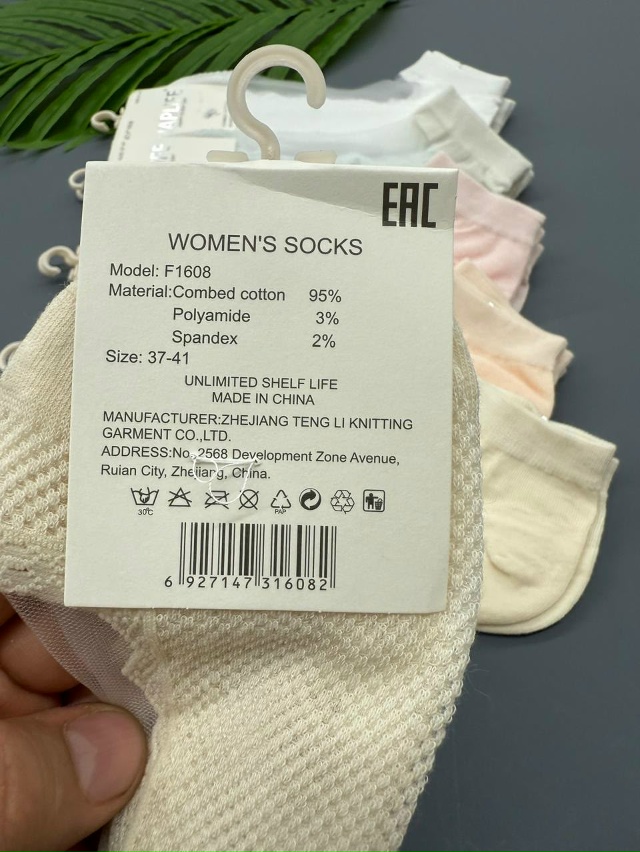 EAC
WOMEN'S SOCKS
Model: F1608
Material:Combed cotton 95%
Polyamide 3%
Spandex 2%
Size: 37-41
UNLIMITED SHELF LIFE
MADE IN CHINA
MANUFACTURER:ZHEJIANG TENG LI KNITTING
GARMENT CO.,LTD.
ADDRESS:No. 2568 Development Zone Avenue,
Ruian City, Zhejiang, China.
30°C
PAP
6 927147 316082